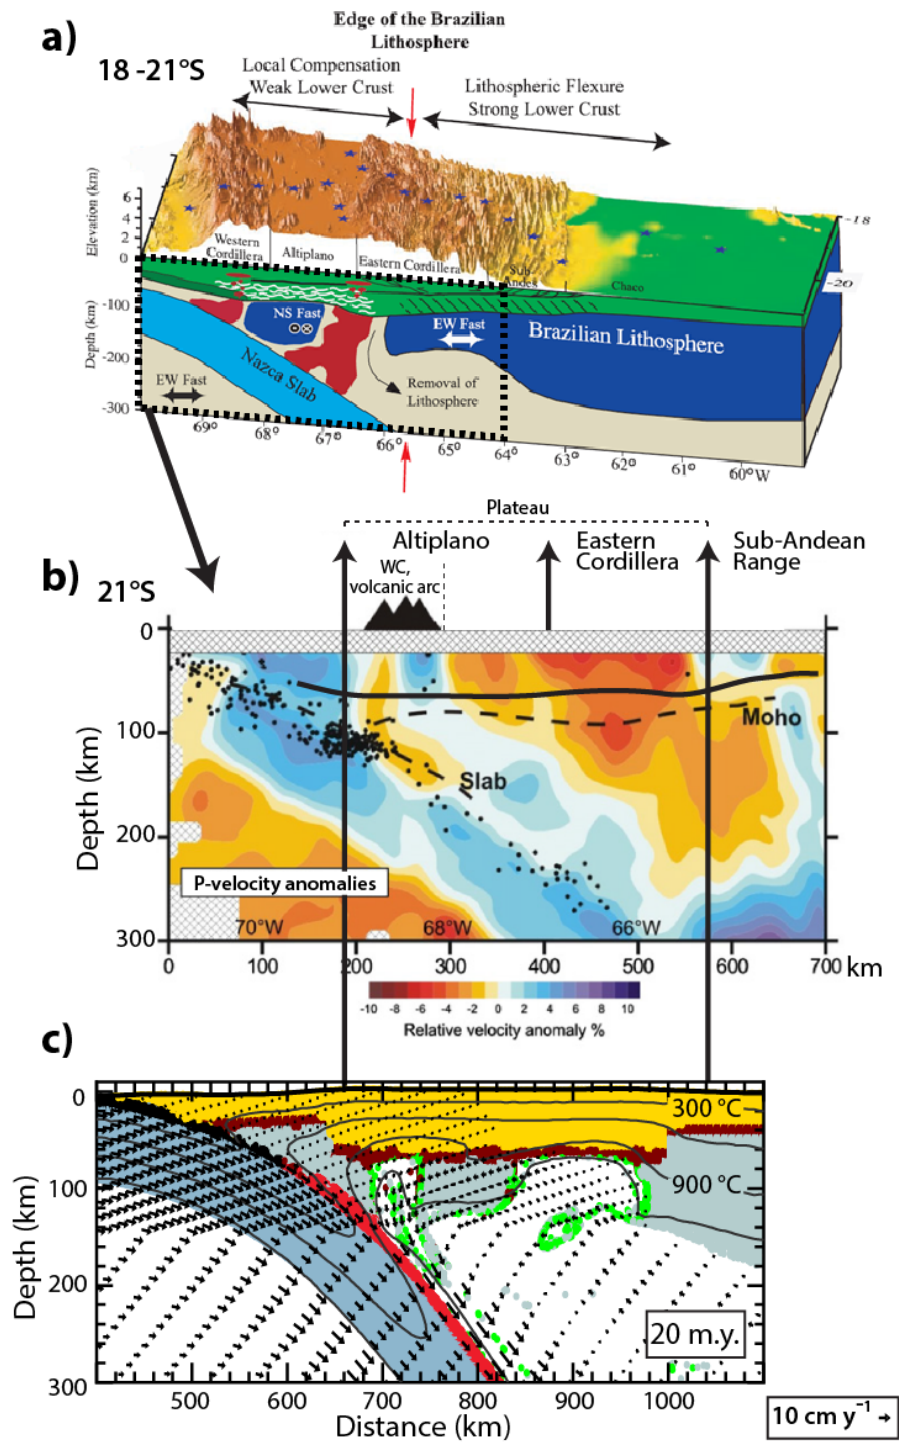 a)
18 -21°S
Edge of the Brazilian
Lithosphere
Local Compensation
Weak Lower Crust
Lithospheric Flexure
Strong Lower Crust
Elevation (km)
6
4
2
0
-100
-200
-300
Depth (km)
Western
Cordillera
Altiplano
Eastern Cordillera
Sub
Andes
Chaco
-18
-20
NS Fast
EW Fast
Brazilian Lithosphere
Nazca Slab
EW Fast
Removal of
Lithosphere
69° 68° 67° 66° 65° 64° 63° 62° 61° 60°W
Plateau
Altiplano
Eastern
Cordillera
Sub-Andean
Range
b)
21°S
WC,
volcanic arc
0
100
200
300
Depth (km)
Moho
Slab
P-velocity anomalies
70°W 68°W 66°W
0 100 200 300 400 500 600 700 km
-10 -8 -6 -4 -2 0 2 4 6 8 10
Relative velocity anomaly %
c)
0
100
200
300
Depth (km)
300 °C
900 °C
20 m.y.
400 500 600 700 800 900 1000
Distance (km)
10 cm y⁻¹